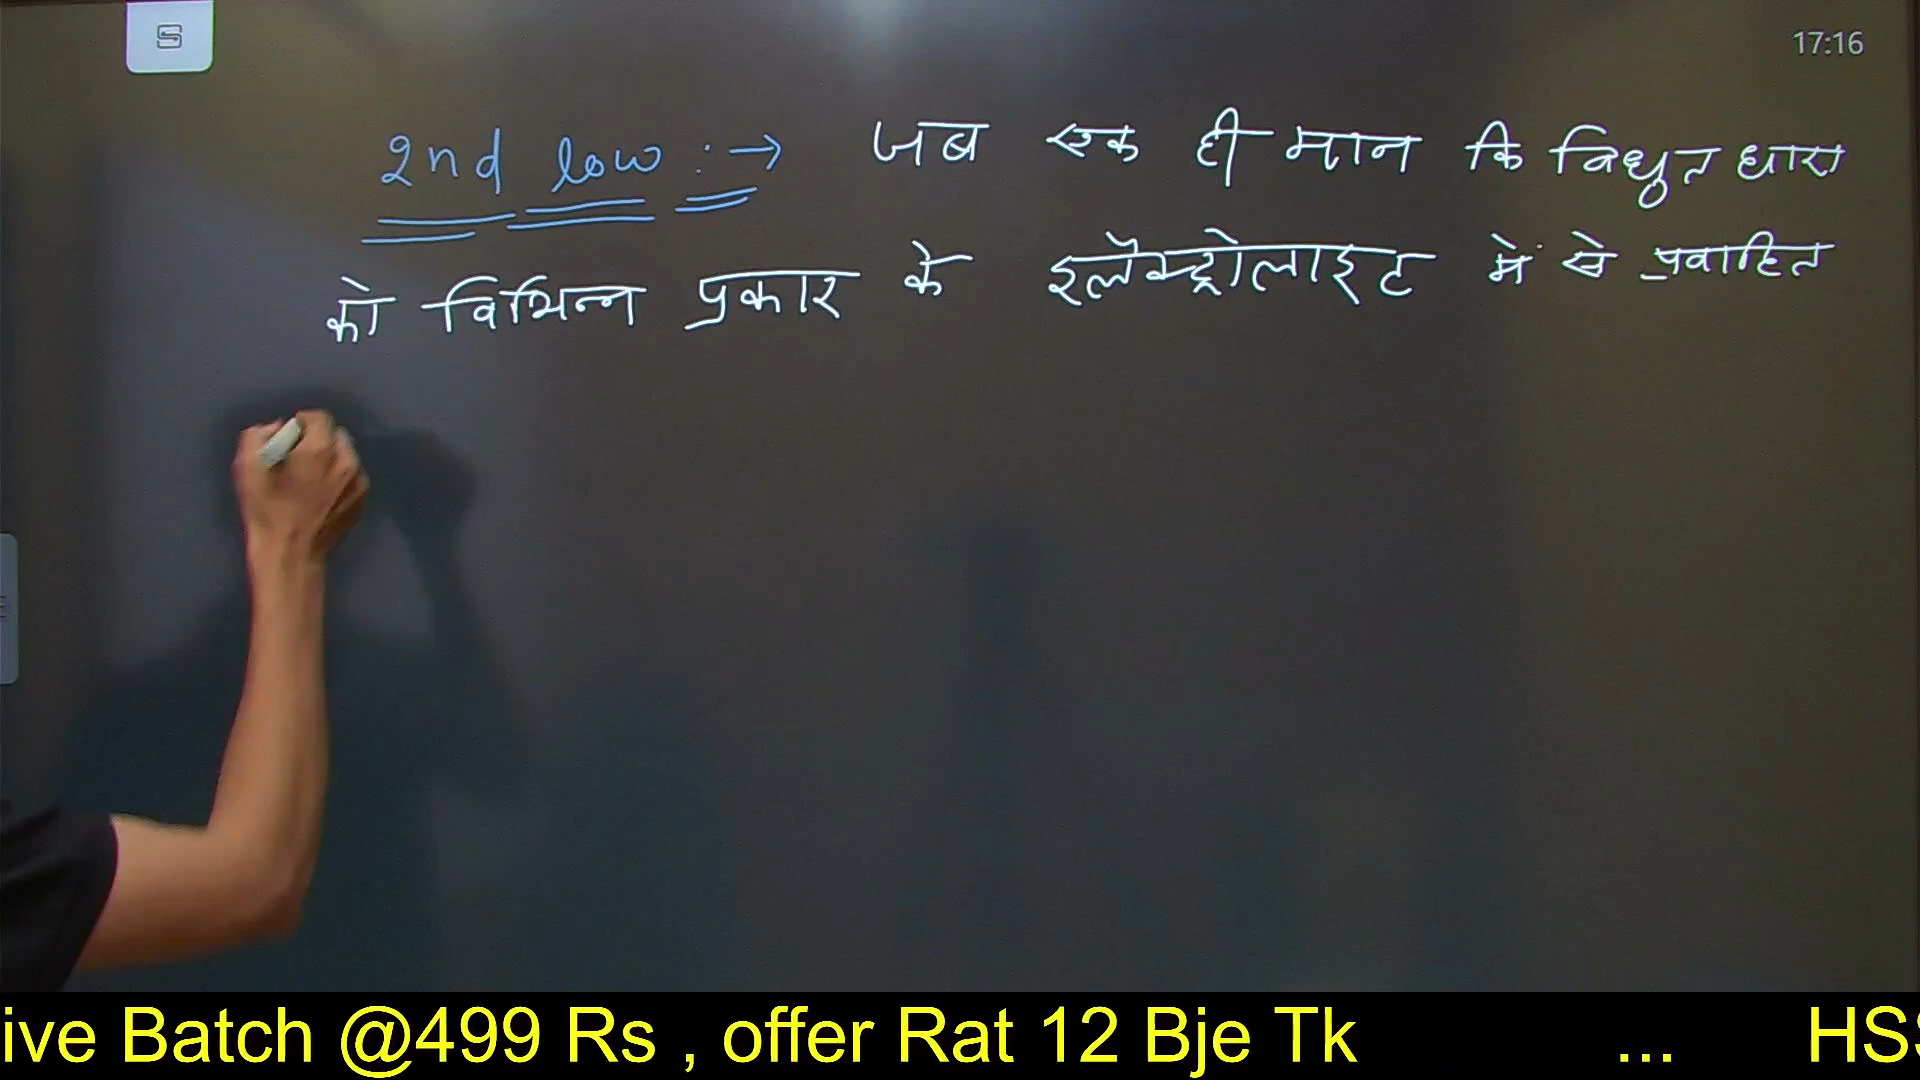 17:16
2nd low :→ जब एक ही मान कि विधुत धारा
को विभिन्न प्रकार के इलैक्ट्रोलाइट में से प्रवाहित
ive Batch @499 Rs , offer Rat 12 Bje Tk ... HSS